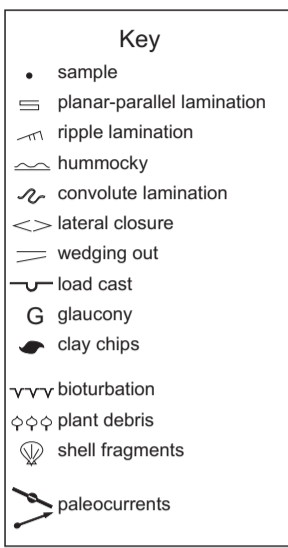 Key
sample
planar-parallel lamination
ripple lamination
hummocky
convolute lamination
lateral closure
wedging out
load cast
G glaucony
clay chips
bioturbation
plant debris
shell fragments
paleocurrents